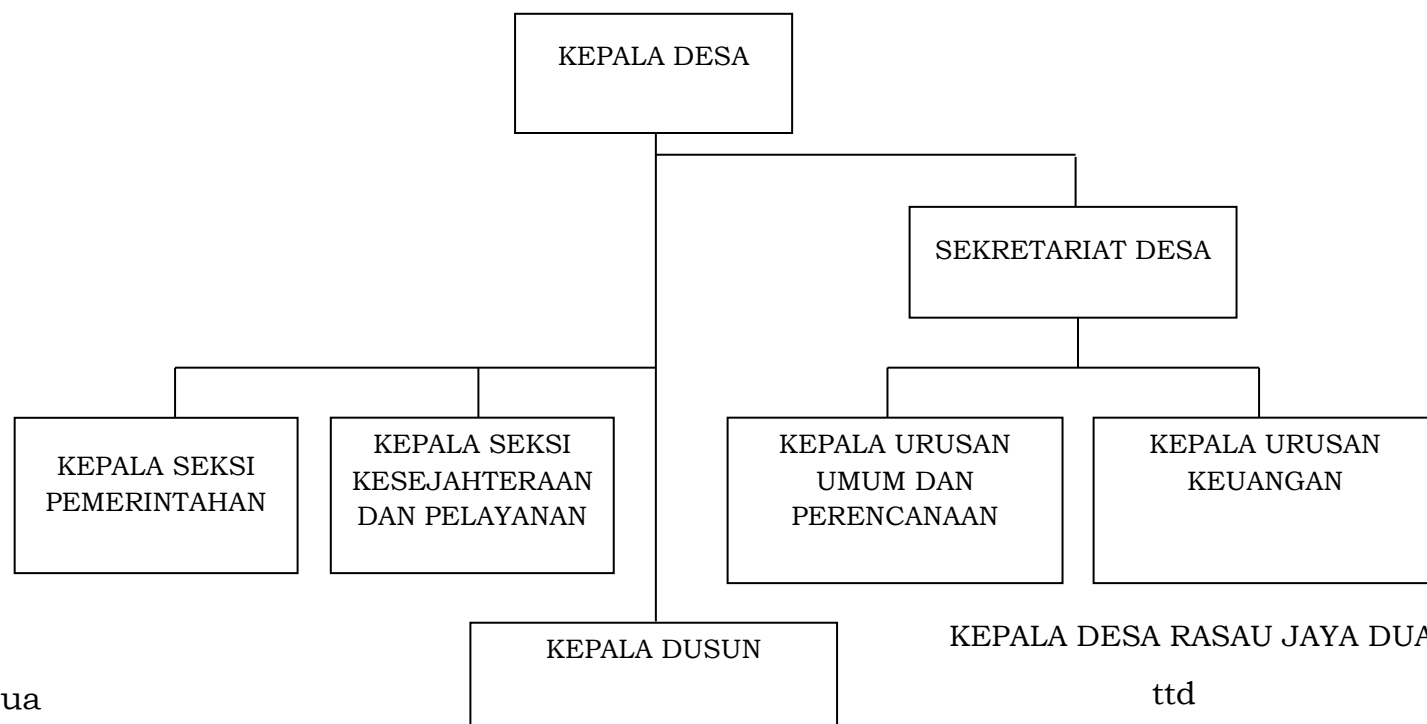 KEPALA DESA
SEKRETARIAT DESA
KEPALA SEKSI
PEMERINTAHAN
KEPALA SEKSI
KESEJAHTERAAN
DAN PELAYANAN
KEPALA URUSAN
UMUM DAN
PERENCANAAN
KEPALA URUSAN
KEUANGAN
KEPALA DUSUN
KEPALA DESA RASAU JAYA DUA
ttd
ua